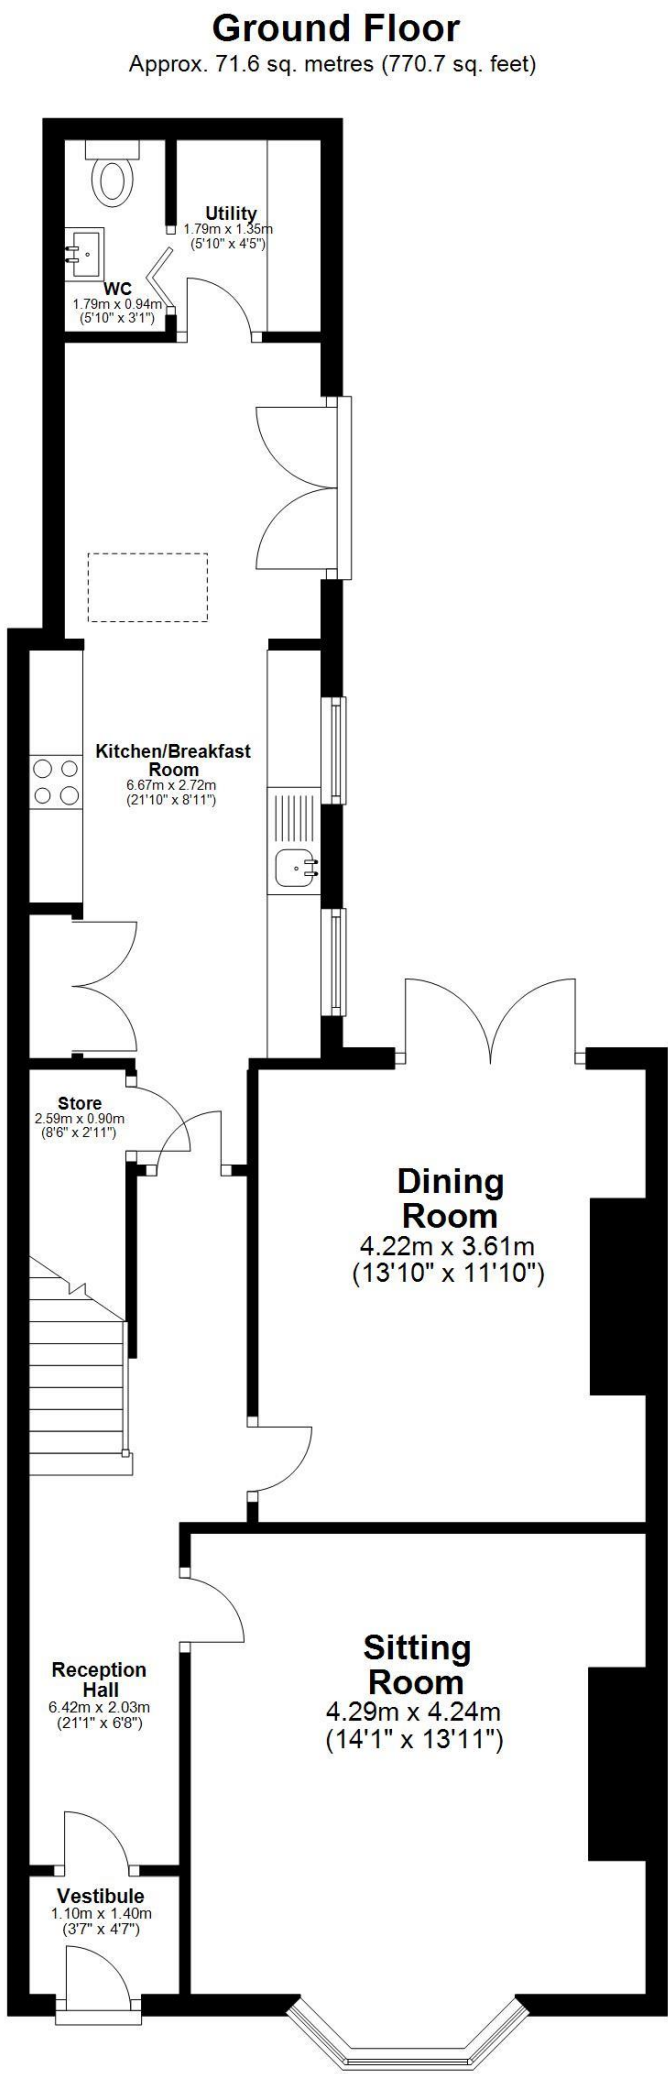 Ground Floor
Approx. 71.6 sq. metres (770.7 sq. feet)
Utility
1.79m x 1.35m
(5'10" x 4'5")
WC
1.79m x 0.94m
(5'10" x 3'1")
Kitchen/Breakfast
Room
6.67m x 2.72m
(21'10" x 8'11")
Store
2.59m x 0.90m
(8'6" x 2'11")
Dining
Room
4.22m x 3.61m
(13'10" x 11'10")
Sitting
Room
4.29m x 4.24m
(14'1" x 13'11")
Reception
Hall
6.42m x 2.03m
(21'1" x 6'8")
Vestibule
1.10m x 1.40m
(3'7" x 4'7")